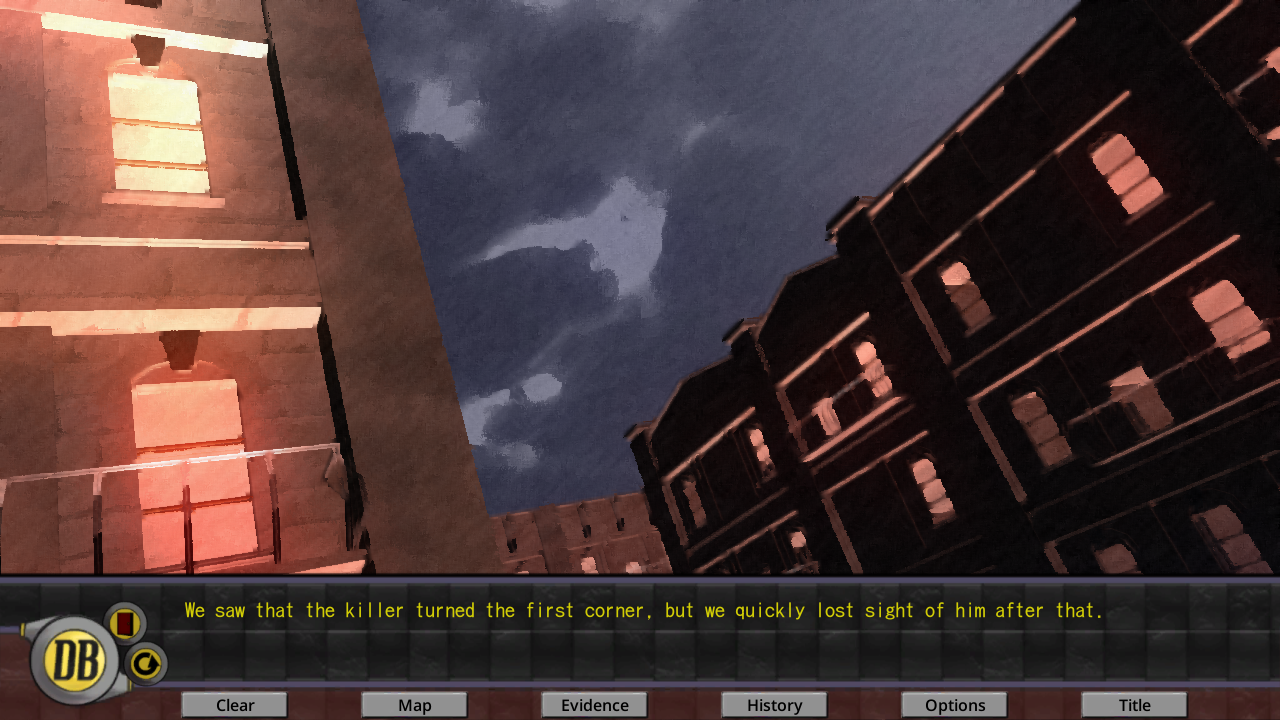 We saw that the killer turned the first corner, but we quickly lost sight of him after that.
DB
Clear Map Evidence History Options Title